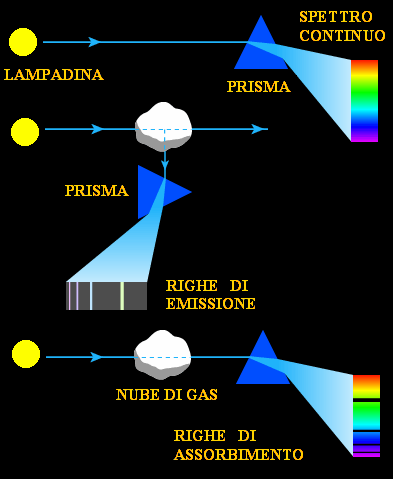 SPETTRO
CONTINUO
LAMPADINA
PRISMA
PRISMA
RIGHE DI
EMISSIONE
NUBE DI GAS
RIGHE DI
ASSORBIMENTO